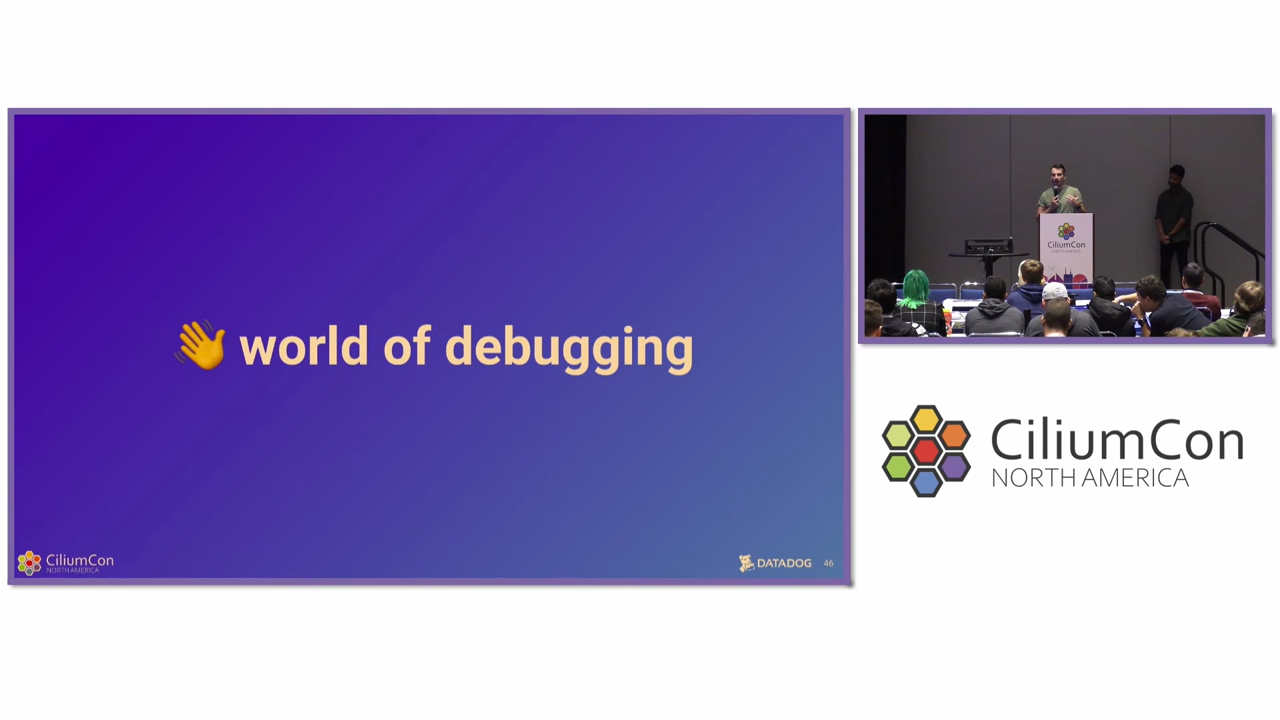 👋 world of debugging
CiliumCon
NORTH AMERICA
DATADOG
46
CiliumCon
CiliumCon
NORTH AMERICA